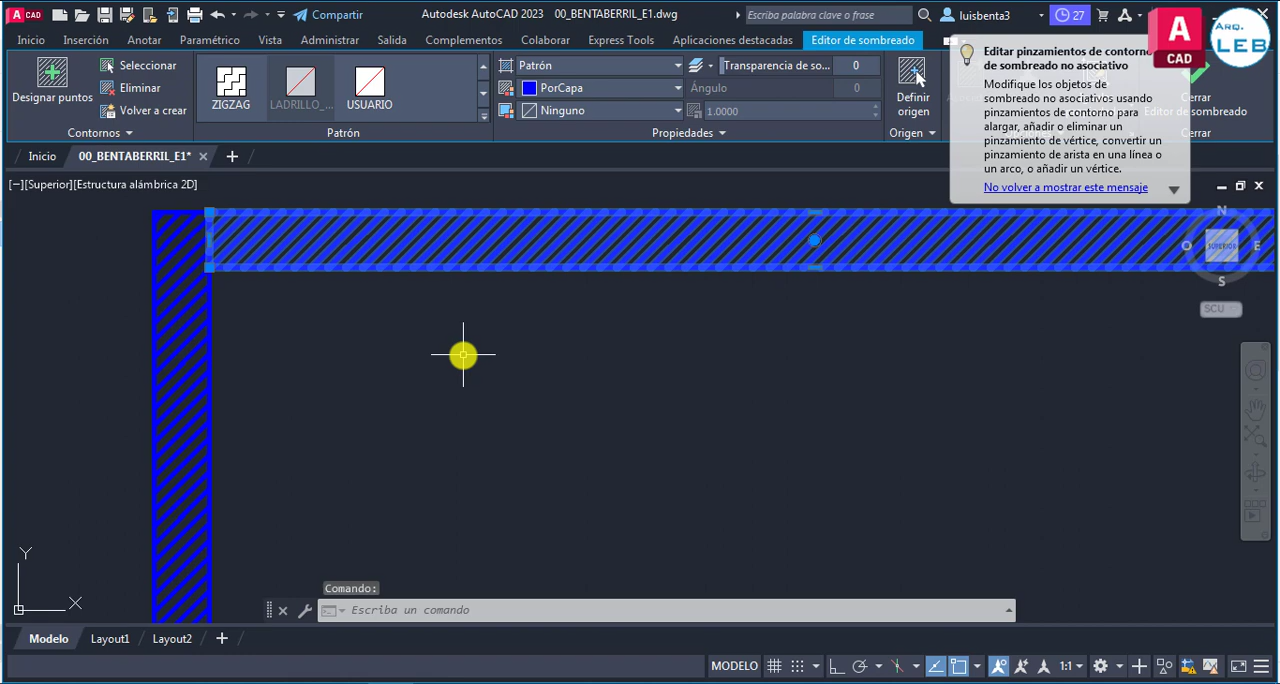 CAD
Compartir
Autodesk AutoCAD 2023
00_BENTABERRIL_E1.dwg
Escriba palabra clave o frase
luisbenta3
27
A
CAD
ARQ.
LEB
Inicio
Inserción
Anotar
Paramétrico
Vista
Administrar
Salida
Complementos
Colaborar
Express Tools
Aplicaciones destacadas
Editor de sombreado
Designar puntos
Seleccionar
Eliminar
Volver a crear
Contornos
ZIGZAG
LADRILLO_...
USUARIO
Patrón
Patrón
PorCapa
Ninguno
Transparencia de so...
0
Ángulo
0
1.0000
Propiedades
Definir
origen
Origen
Editar pinzamientos de contorno
de sombreado no asociativo
Modifique los objetos de
sombreado no asociativos usando
pinzamientos de contorno para
alargar, añadir o eliminar un
pinzamiento de vértice, convertir un
pinzamiento de arista en una línea o
un arco, o añadir un vértice.
No volver a mostrar este mensaje
Cerrar
Editor de sombreado
Cerrar
Inicio
00_BENTABERRIL_E1*
[−][Superior][Estructura alámbrica 2D]
N
O
SUPERIOR
E
S
SCU
Y
X
Comando:
Escriba un comando
Modelo
Layout1
Layout2
MODELO
1:1